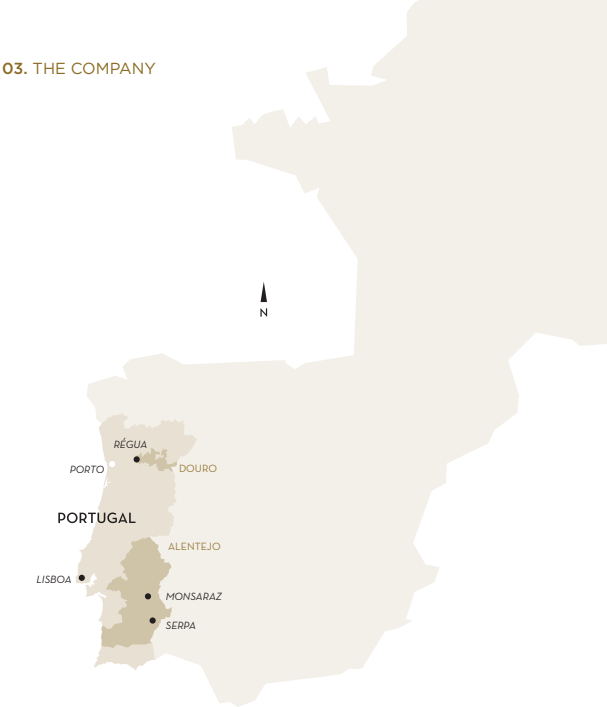 03. THE COMPANY
N
RÉGUA
PORTO
DOURO
PORTUGAL
ALENTEJO
LISBOA
MONSARAZ
SERPA